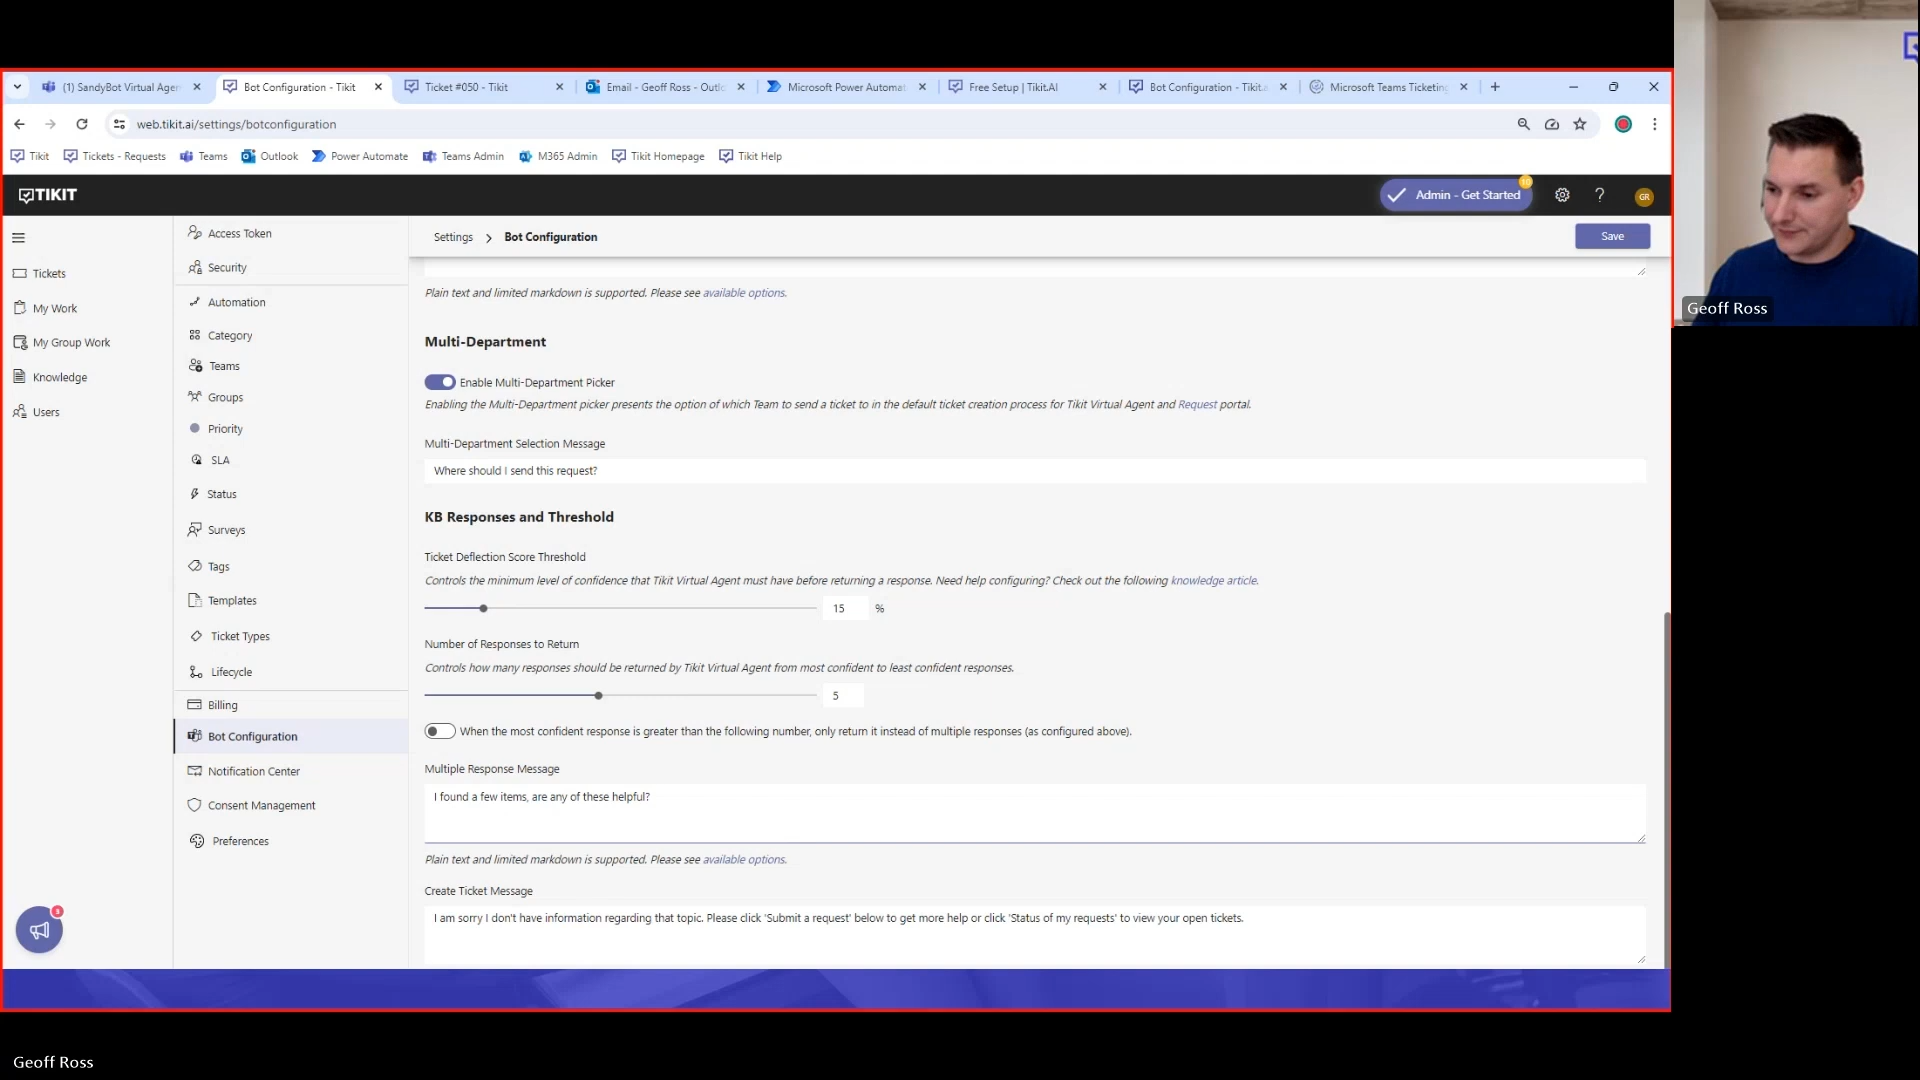 (1) SandyBot Virtual Agen
Bot Configuration - Tikit
Ticket #050 - Tikit
Email - Geoff Ross - Outlo
Microsoft Power Automat
Free Setup | Tikit.AI
Bot Configuration - Tikit.a
Microsoft Teams Ticketing
web.tikit.ai/settings/botconfiguration
Tikit
Tickets - Requests
Teams
Outlook
Power Automate
Teams Admin
M365 Admin
Tikit Homepage
Tikit Help
TIKIT
Admin - Get Started
10
?
GR
Tickets
My Work
My Group Work
Knowledge
Users
3
Access Token
Security
Automation
Category
Teams
Groups
Priority
SLA
Status
Surveys
Tags
Templates
Ticket Types
Lifecycle
Billing
Bot Configuration
Notification Center
Consent Management
Preferences
Settings > Bot Configuration
Save
Plain text and limited markdown is supported. Please see available options.
Multi-Department
Enable Multi-Department Picker
Enabling the Multi-Department picker presents the option of which Team to send a ticket to in the default ticket creation process for Tikit Virtual Agent and Request portal.
Multi-Department Selection Message
Where should I send this request?
KB Responses and Threshold
Ticket Deflection Score Threshold
Controls the minimum level of confidence that Tikit Virtual Agent must have before returning a response. Need help configuring? Check out the following knowledge article.
15 %
Number of Responses to Return
Controls how many responses should be returned by Tikit Virtual Agent from most confident to least confident responses.
5
When the most confident response is greater than the following number, only return it instead of multiple responses (as configured above).
Multiple Response Message
I found a few items, are any of these helpful?
Plain text and limited markdown is supported. Please see available options.
Create Ticket Message
I am sorry I don't have information regarding that topic. Please click 'Submit a request' below to get more help or click 'Status of my requests' to view your open tickets.
Geoff Ross
Geoff Ross